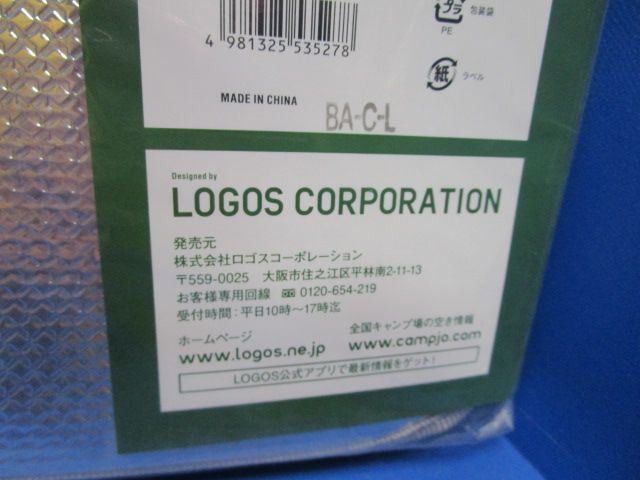 プラ 包装袋
PE
4 981325 535278
紙 ラベル
MADE IN CHINA
BA-C-L
Designed by
LOGOS CORPORATION
発売元
株式会社ロゴスコーポレーション
〒559-0025 大阪市住之江区平林南2-11-13
お客様専用回線 0120-654-219
受付時間：平日10時〜17時迄
ホームページ 全国キャンプ場の空き情報
www.logos.ne.jp www.campjo.com
LOGOS公式アプリで最新情報をゲット！